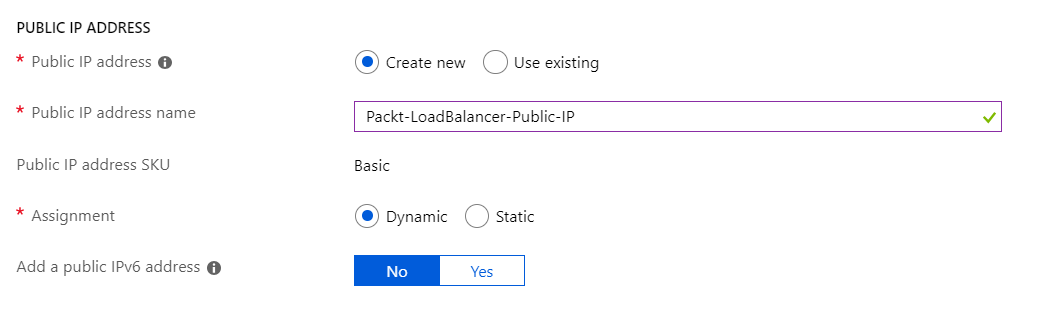 PUBLIC IP ADDRESS
* Public IP address Create new Use existing
* Public IP address name Packt-LoadBalancer-Public-IP
Public IP address SKU Basic
* Assignment Dynamic Static
Add a public IPv6 address No Yes